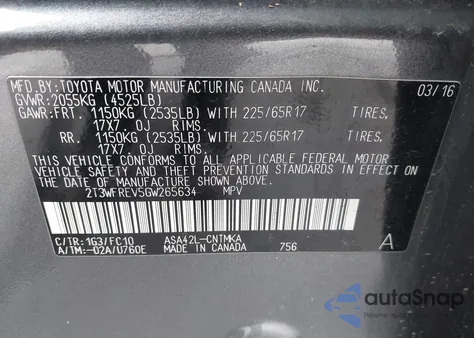 MFD.BY: TOYOTA MOTOR MANUFACTURING CANADA INC. 03/16
GVWR: 2055KG (4525LB)
GAWR: FRT. 1150KG (2535LB) WITH 225/65R17 TIRES,
17X7.0J RIMS.
RR. 1150KG (2535LB) WITH 225/65R17 TIRES,
17X7.0J RIMS.
THIS VEHICLE CONFORMS TO ALL APPLICABLE FEDERAL MOTOR
VEHICLE SAFETY AND THEFT PREVENTION STANDARDS IN EFFECT
ON THE DATE OF MANUFACTURE SHOWN ABOVE.
2T3WFREV5GW265634 MPV
C/TR: 1G3/FC10 ASA42L-CNTMKA A
A/TM: -02A/U760E MADE IN CANADA 756
autoSnap
Powered by AutoBidMaster